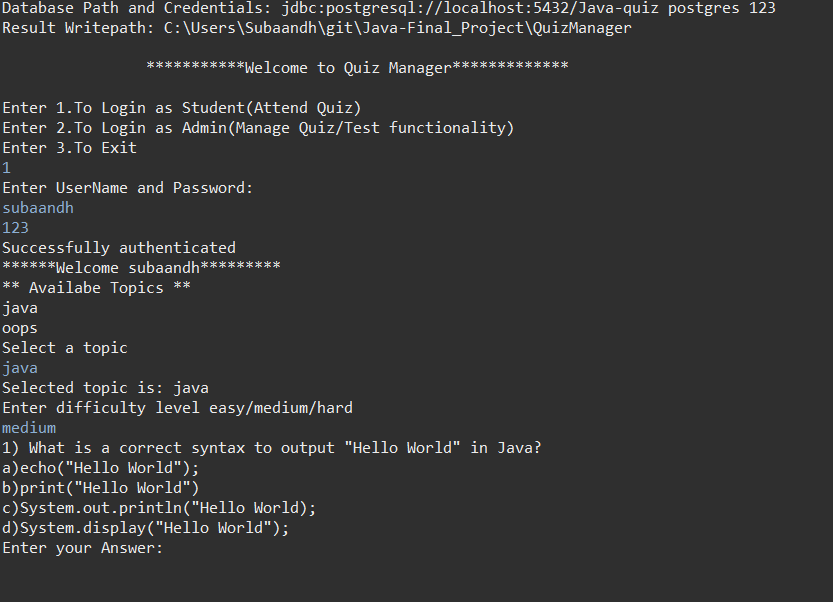 Database Path and Credentials: jdbc:postgresql://localhost:5432/Java-quiz postgres 123
Result Writepath: C:\Users\Subaandh\git\Java-Final_Project\QuizManager
***********Welcome to Quiz Manager*************
Enter 1.To Login as Student(Attend Quiz)
Enter 2.To Login as Admin(Manage Quiz/Test functionality)
Enter 3.To Exit
1
Enter UserName and Password:
subaandh
123
Successfully authenticated
******Welcome subaandh*********
** Availabe Topics **
java
oops
Select a topic
java
Selected topic is: java
Enter difficulty level easy/medium/hard
medium
1) What is a correct syntax to output "Hello World" in Java?
a)echo("Hello World");
b)print("Hello World")
c)System.out.println("Hello World);
d)System.display("Hello World");
Enter your Answer: